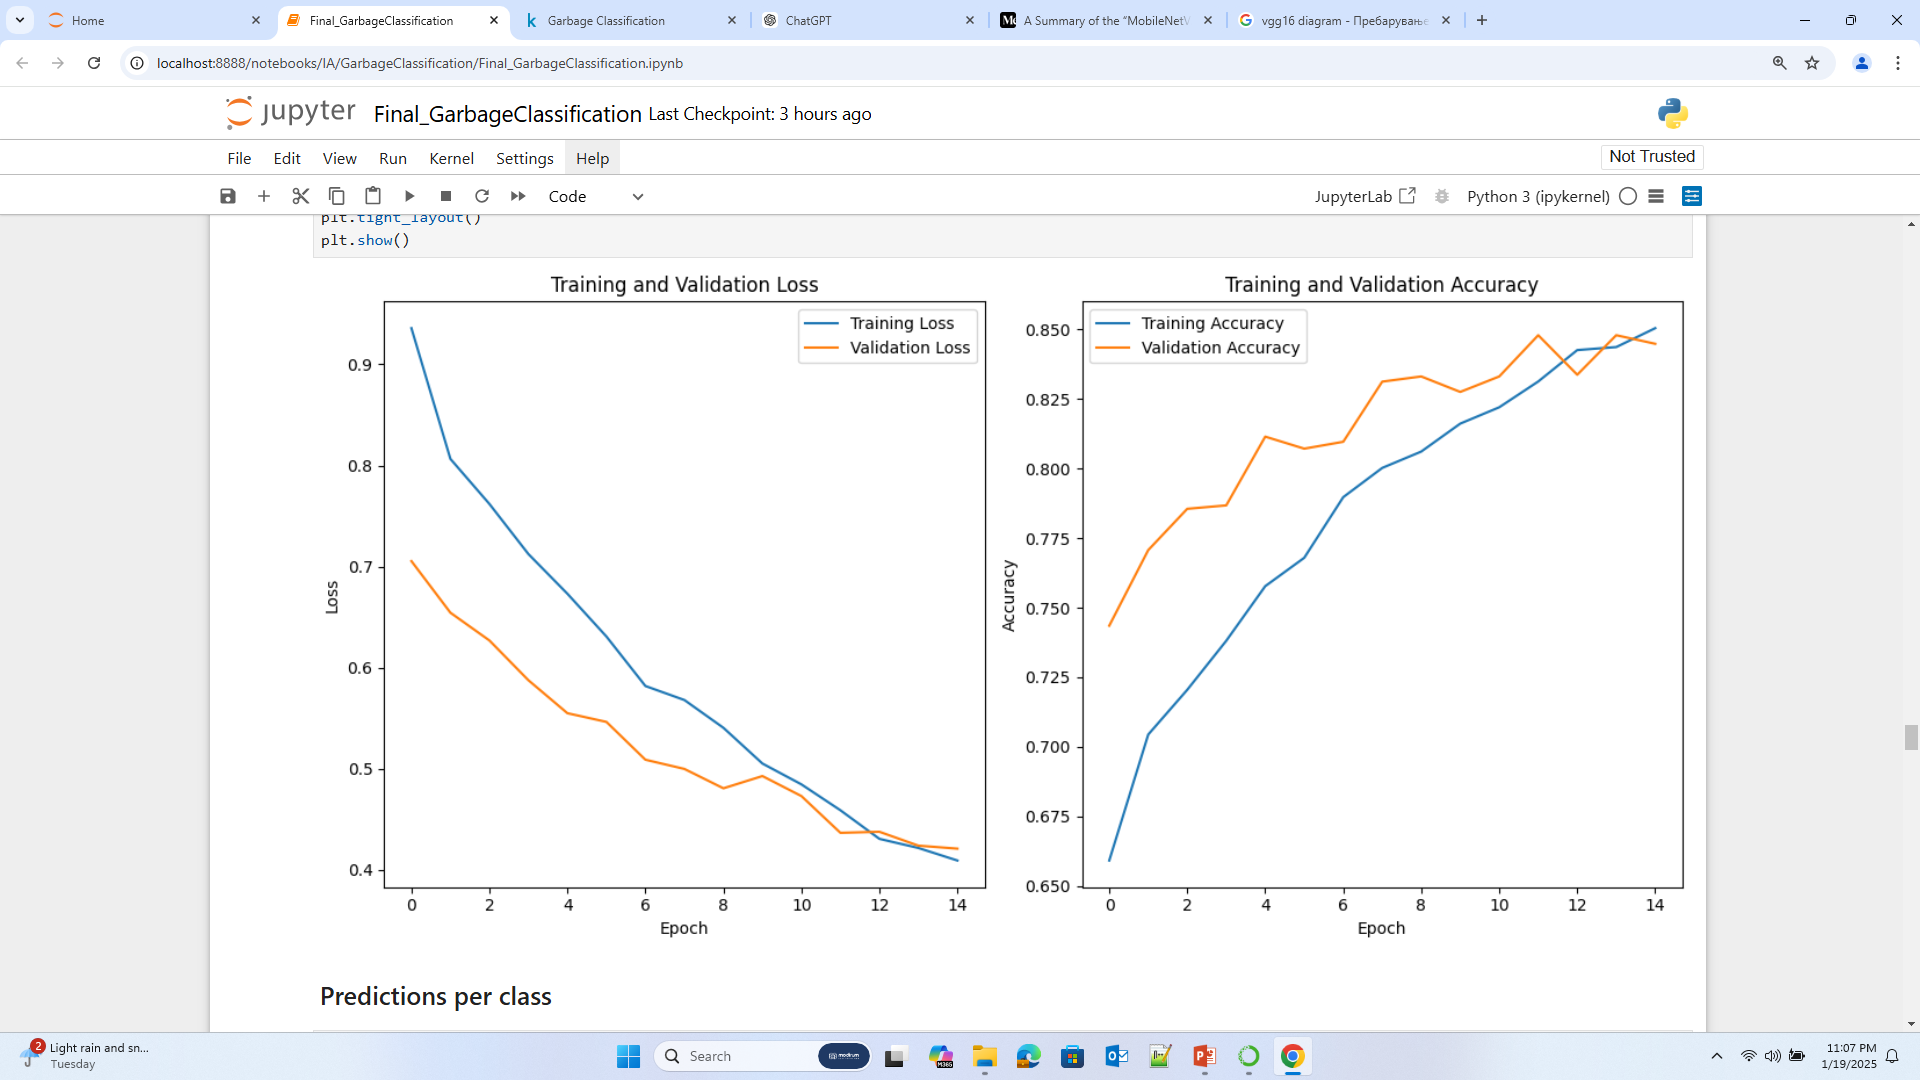 Home
Final_GarbageClassification
Garbage Classification
ChatGPT
A Summary of the “MobileNetV
vgg16 diagram - Пребарување
localhost:8888/notebooks/IA/GarbageClassification/Final_GarbageClassification.ipynb
jupyter
Final_GarbageClassification Last Checkpoint: 3 hours ago
File Edit View Run Kernel Settings Help
Not Trusted
Code
JupyterLab
Python 3 (ipykernel)
plt.tight_layout()
plt.show()
Training and Validation Loss
Training Loss
Validation Loss
0.9
0.8
0.7
0.6
0.5
0.4
Loss
0 2 4 6 8 10 12 14
Epoch
Training and Validation Accuracy
Training Accuracy
Validation Accuracy
0.850
0.825
0.800
0.775
0.750
0.725
0.700
0.675
0.650
Accuracy
0 2 4 6 8 10 12 14
Epoch
Predictions per class
2
Light rain and sn...
Tuesday
Search
11:07 PM
1/19/2025